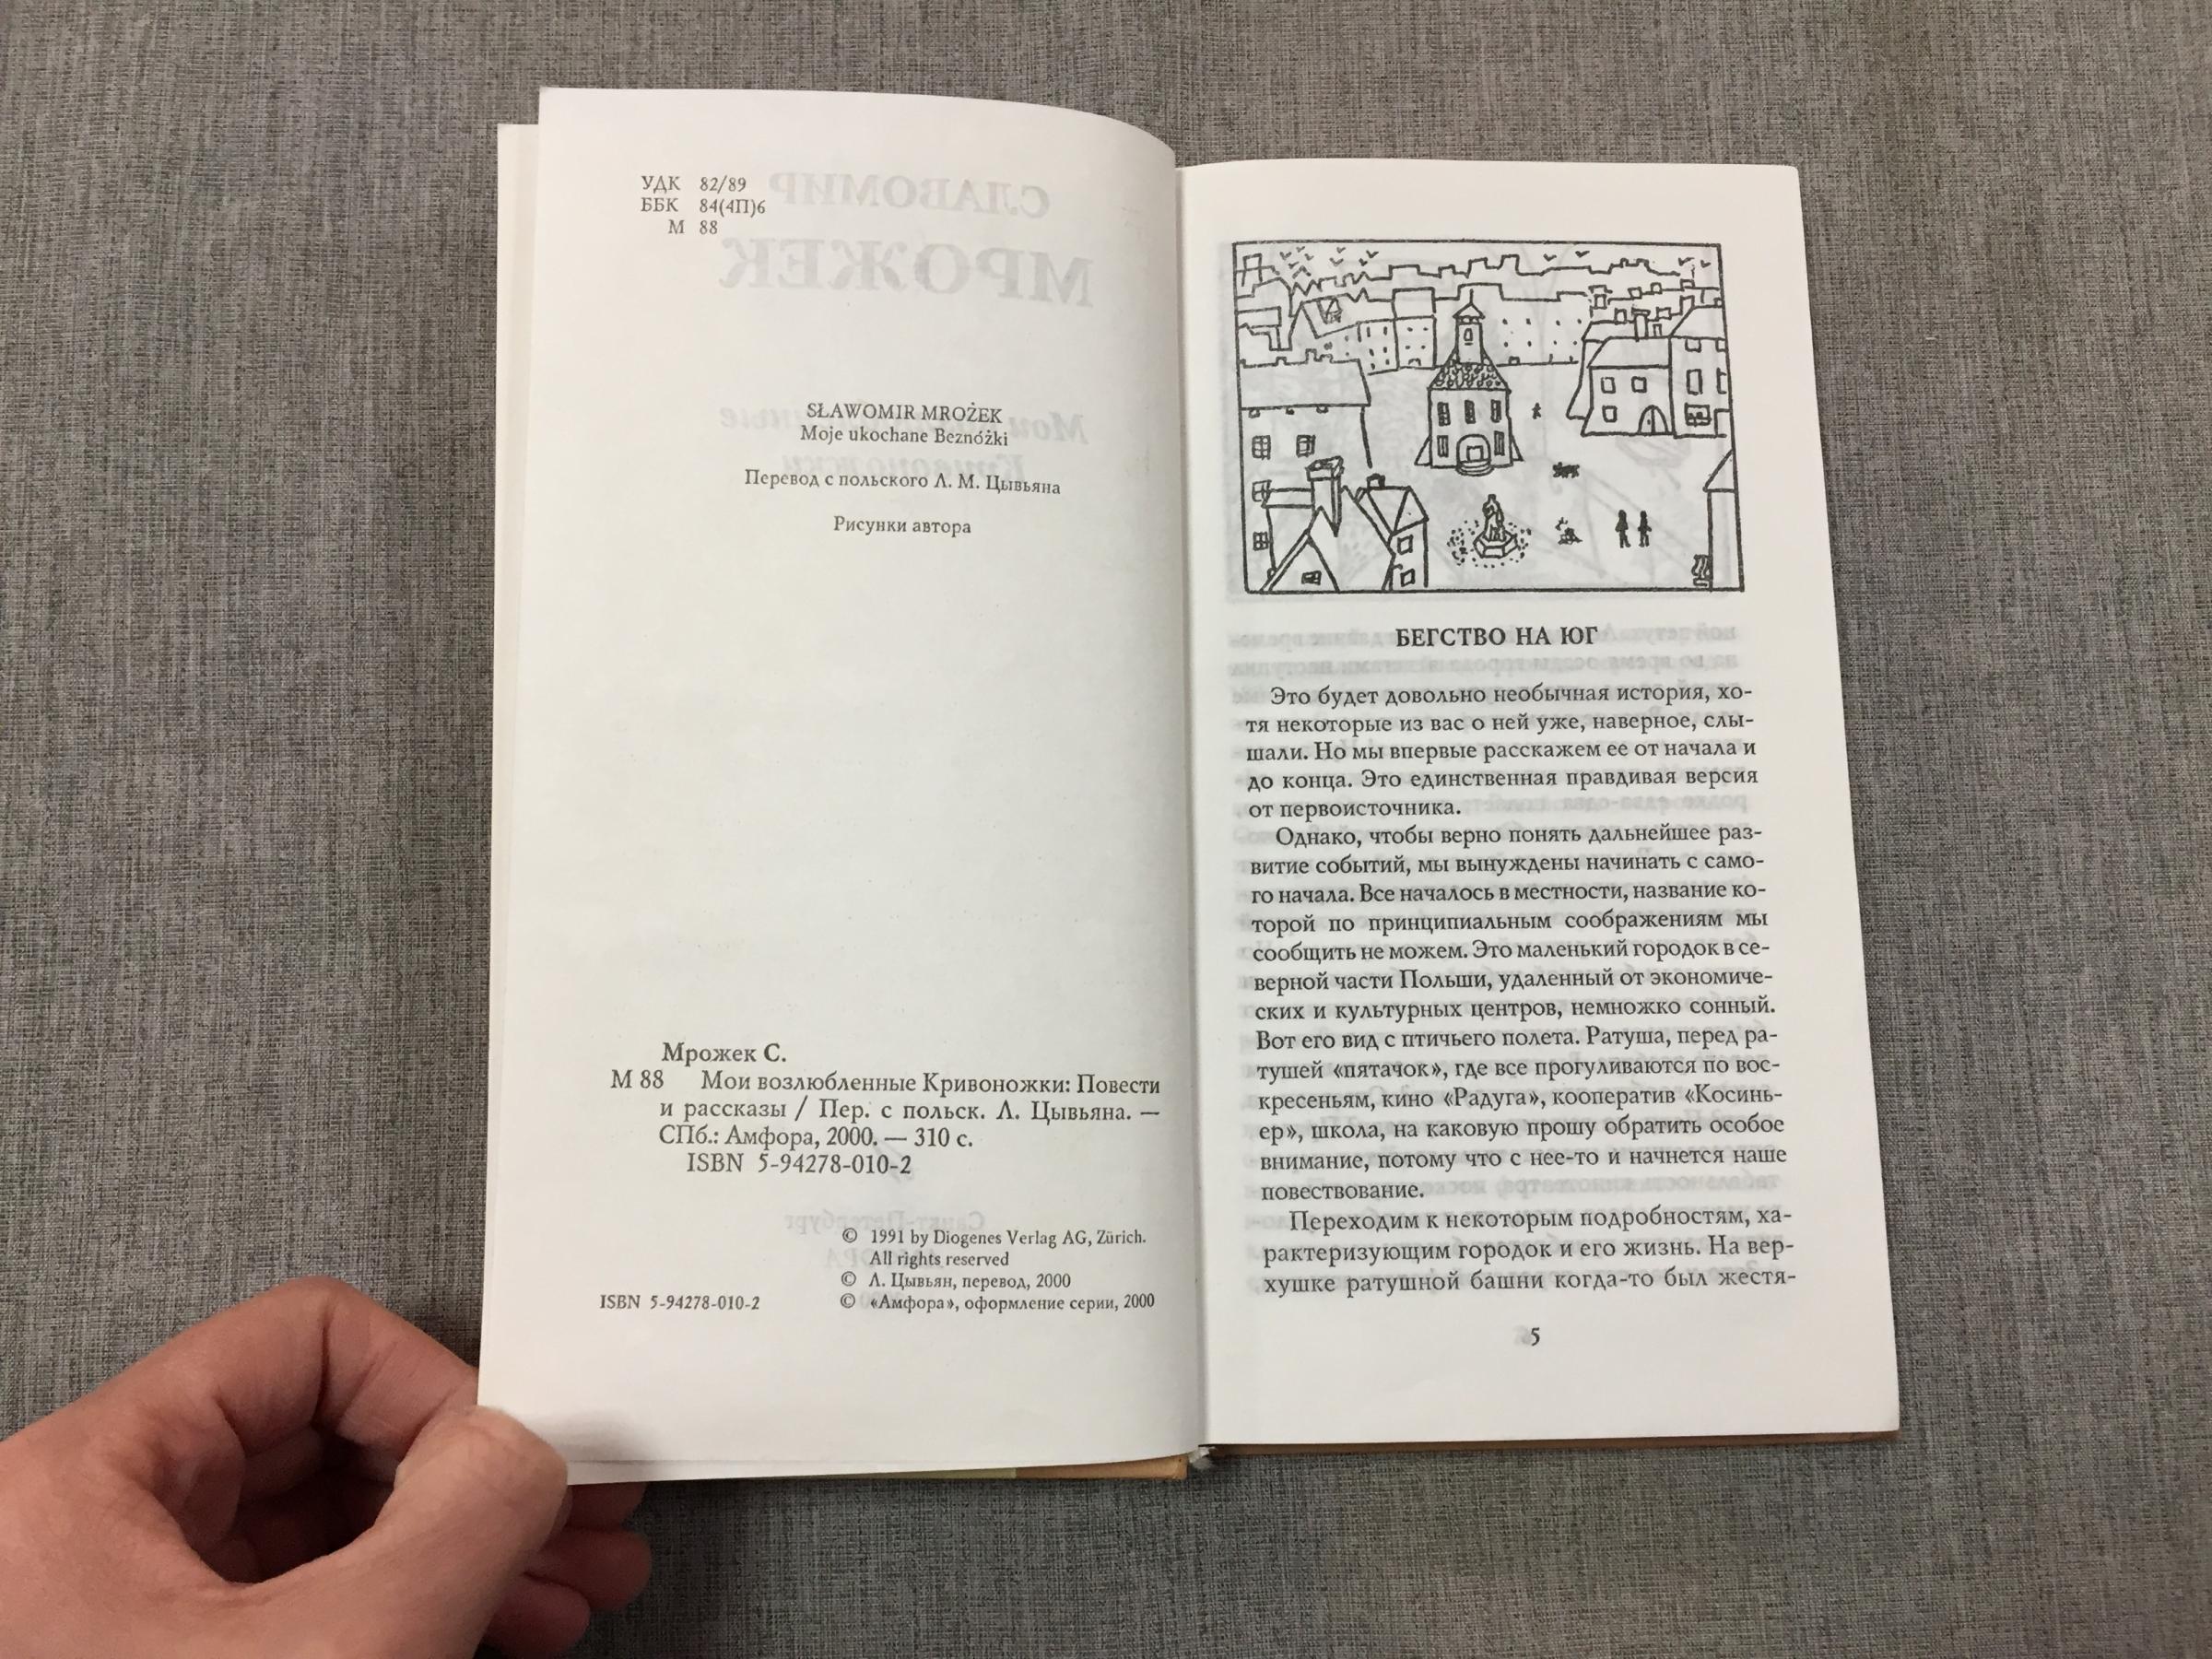 УДК 82/89
ББК 84(4П)6
М 88
SŁAWOMIR MROŻEK
Moje ukochane Beznóżki
Перевод с польского Л. М. Цывьяна
Рисунки автора
Мрожек С.
М 88 Мои возлюбленные Кривоножки: Повести
и рассказы / Пер. с польск. Л. Цывьяна. —
СПб.: Амфора, 2000. — 310 с.
ISBN 5-94278-010-2
© 1991 by Diogenes Verlag AG, Zürich.
All rights reserved
© Л. Цывьян, перевод, 2000
ISBN 5-94278-010-2 © «Амфора», оформление серии, 2000
БЕГСТВО НА ЮГ
Это будет довольно необычная история, хо-
тя некоторые из вас о ней уже, наверное, слы-
шали. Но мы впервые расскажем ее от начала и
до конца. Это единственная правдивая версия
от первоисточника.
Однако, чтобы верно понять дальнейшее раз-
витие событий, мы вынуждены начинать с само-
го начала. Все началось в местности, название ко-
торой по принципиальным соображениям мы
сообщить не можем. Это маленький городок в се-
верной части Польши, удаленный от экономиче-
ских и культурных центров, немножко сонный.
Вот его вид с птичьего полета. Ратуша, перед ра-
тушей «пятачок», где все прогуливаются по вос-
кресеньям, кино «Радуга», кооператив «Косинь-
ер», школа, на каковую прошу обратить особое
внимание, потому что с нее-то и начнется наше
повествование.
Переходим к некоторым подробностям, ха-
рактеризующим городок и его жизнь. На вер-
хушке ратушной башни когда-то был жестя-
5